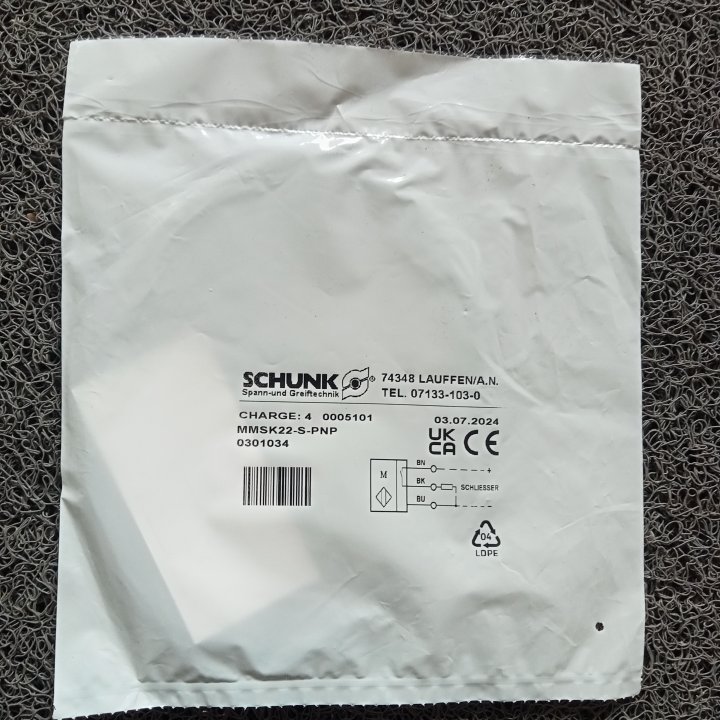 SCHUNK ® 74348 LAUFFEN/A.N.
Spann-und Greiftechnik TEL. 07133-103-0
CHARGE: 4 0005101 03.07.2024
MMSK22-S-PNP
0301034
UK CA CE
M
BN +
BK SCHLIESSER
BU -
04
LDPE